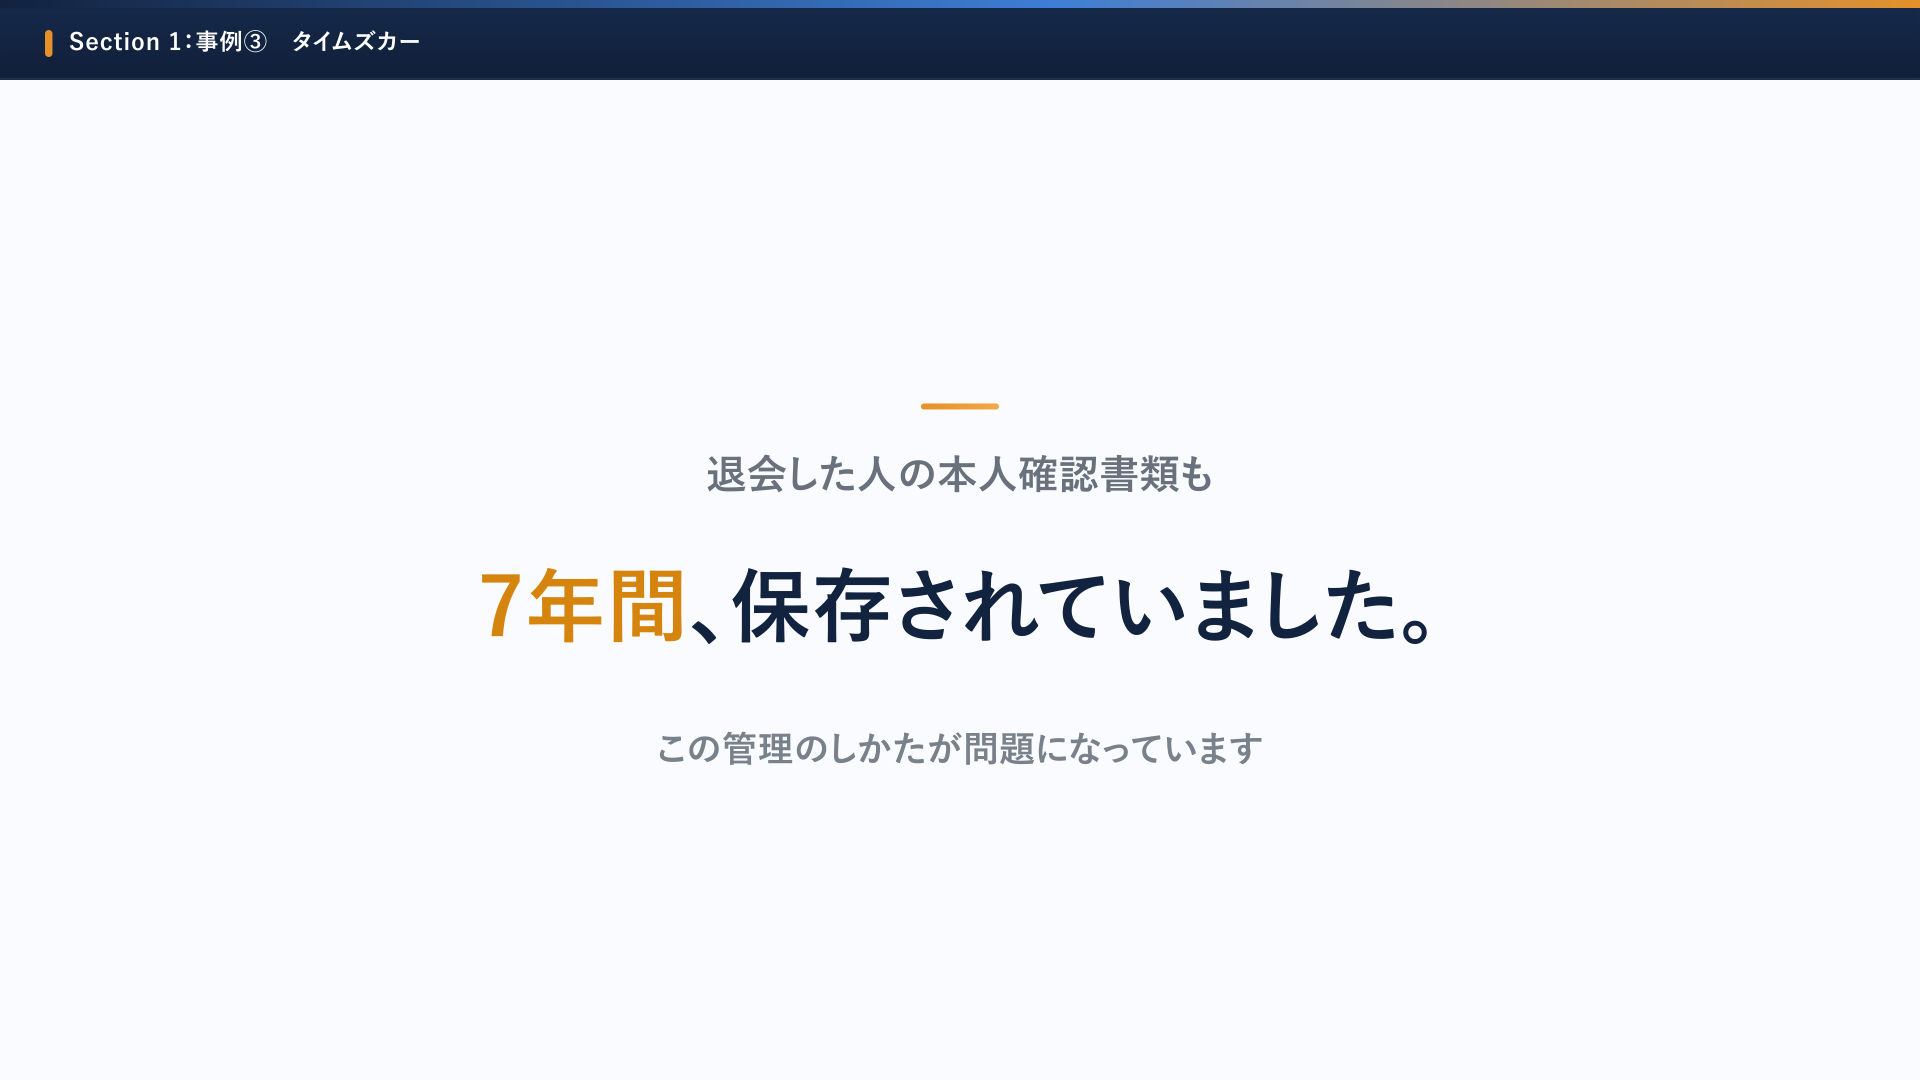 Section 1：事例③　タイムズカー
退会した人の本人確認書類も
7年間、保存されていました。
この管理のしかたが問題になっています